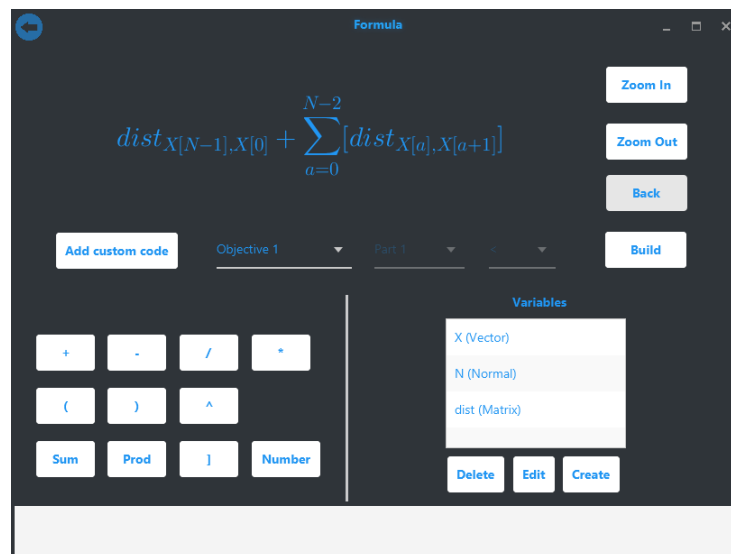 Formula
Zoom In
dist_{X[N−1],X[0]} + \sum_{a=0}^{N−2}[dist_{X[a],X[a+1]}]
Zoom Out
Back
Add custom code Objective 1 Part 1 < Build
Variables
X (Vector)
+ - / *
N (Normal)
( ) ^
dist (Matrix)
Sum Prod ] Number
Delete Edit Create